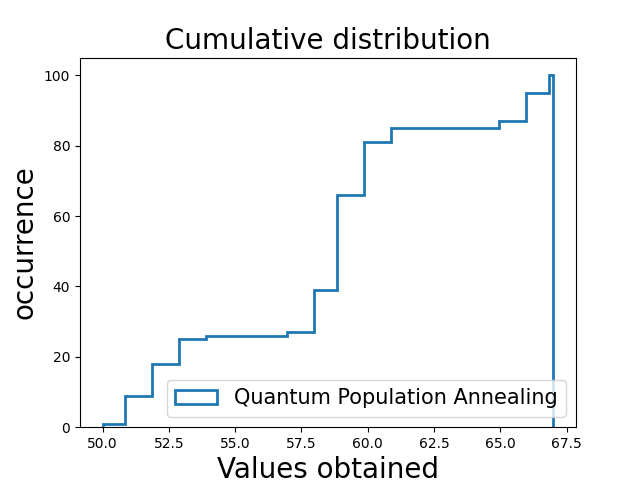 Cumulative distribution
occurrence
100
80
60
40
20
0
Quantum Population Annealing
50.0 52.5 55.0 57.5 60.0 62.5 65.0 67.5
Values obtained